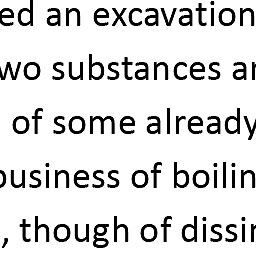 ed an excavation
wo substances ar
of some already
business of boilin
, though of dissi